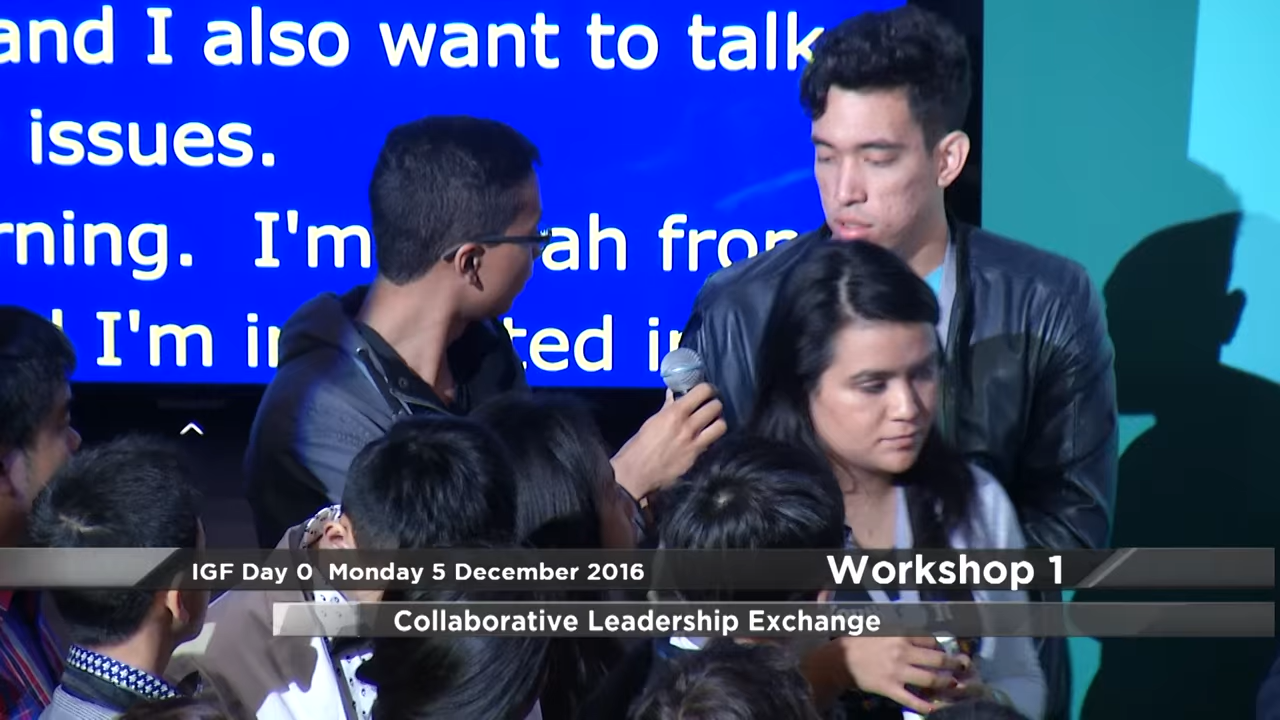 and I also want to talk
issues.
rning. I'm ah from
I'm in ted in
IGF Day 0 Monday 5 December 2016
Workshop 1
Collaborative Leadership Exchange